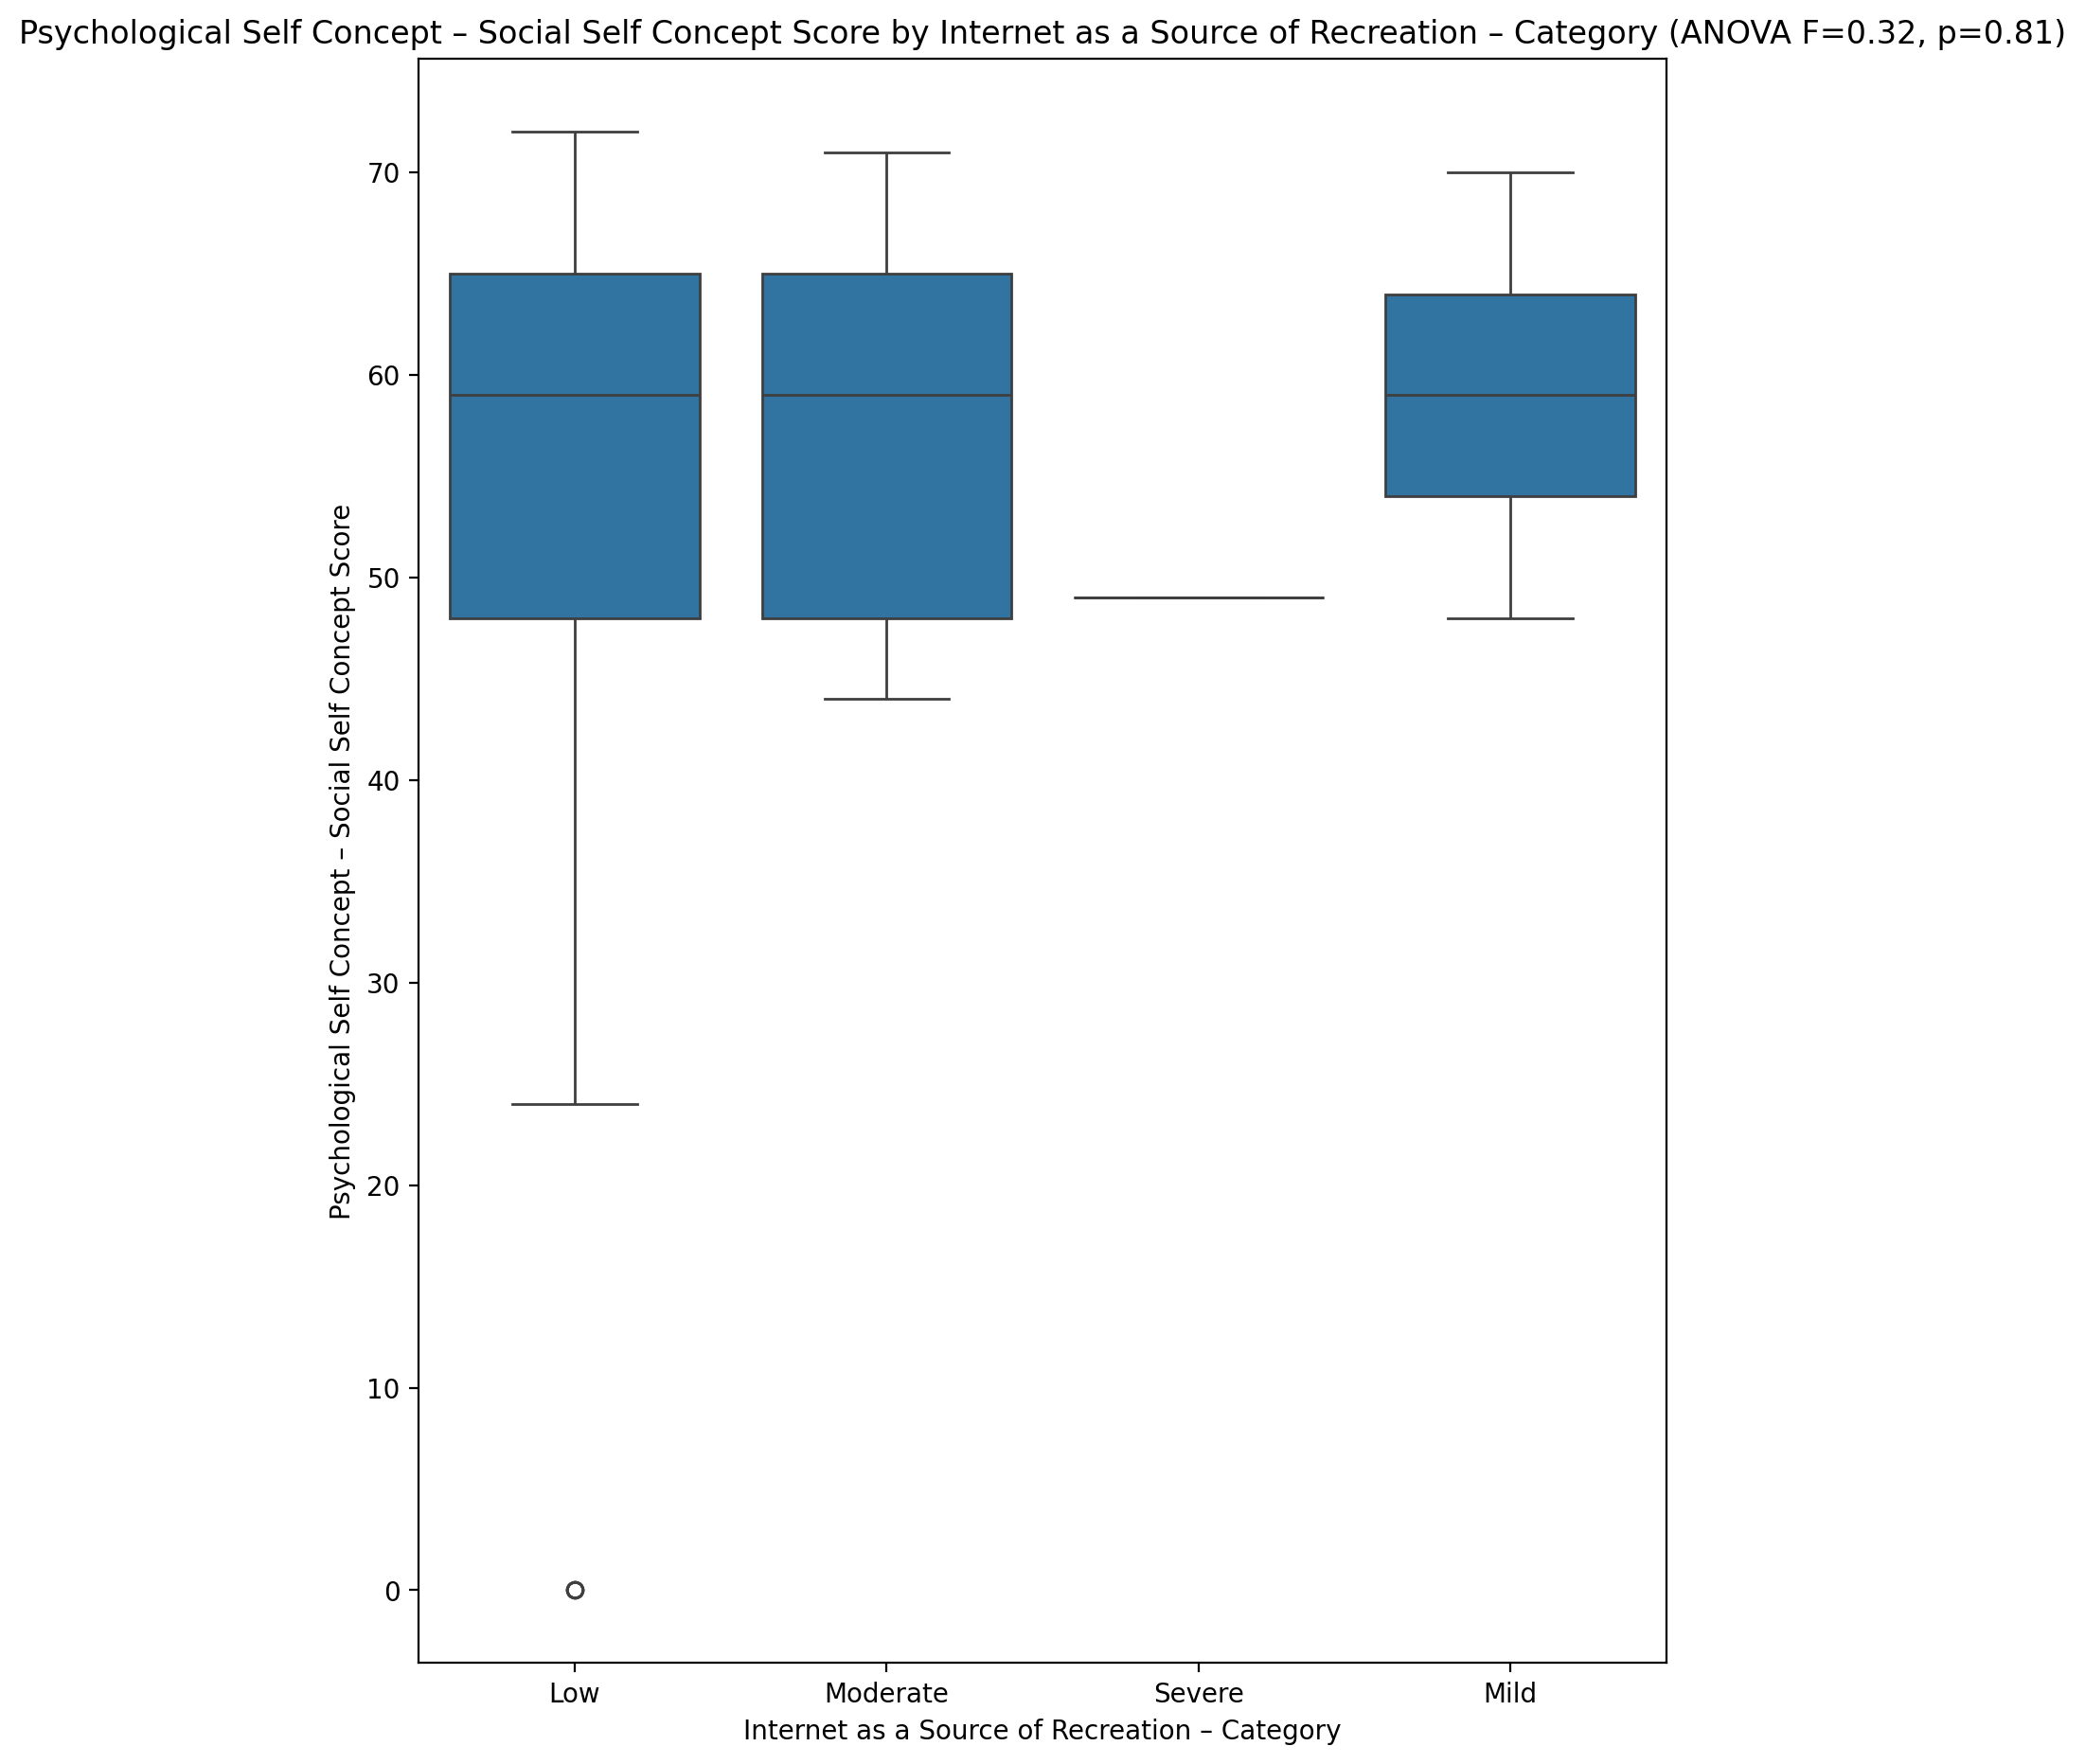 Psychological Self Concept – Social Self Concept Score by Internet as a Source of Recreation – Category (ANOVA F=0.32, p=0.81)
Psychological Self Concept – Social Self Concept Score
70
60
50
40
30
20
10
0
Low
Moderate
Severe
Mild
Internet as a Source of Recreation – Category